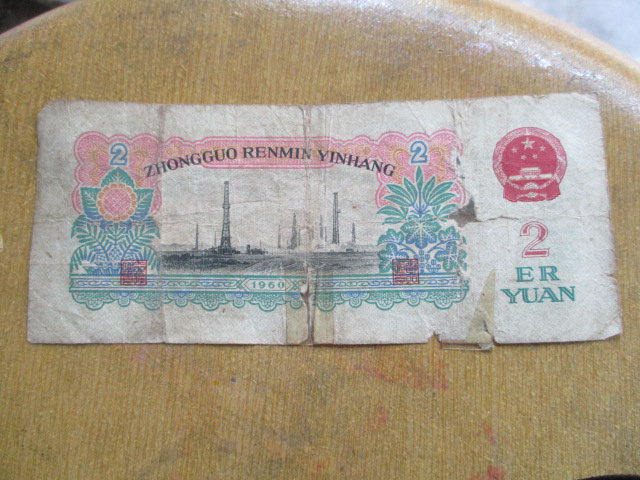 2
2
ZHONGGUO RENMIN YINHANG
1960
2
ER
YUAN